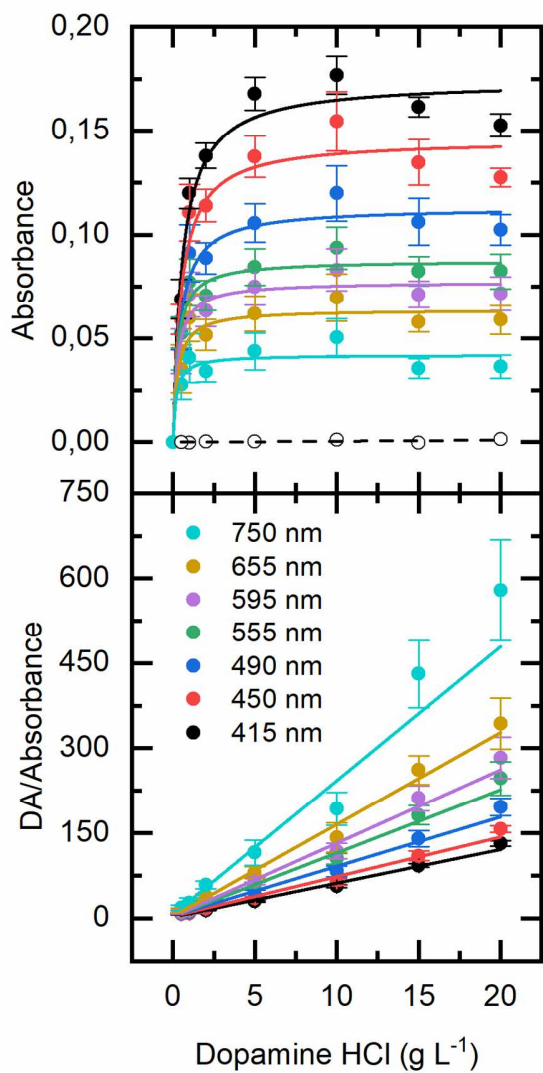 0,20
0,15
0,10
0,05
0,00
Absorbance
750
600
450
300
150
0
DA/Absorbance
750 nm
655 nm
595 nm
555 nm
490 nm
450 nm
415 nm
0 5 10 15 20
Dopamine HCl (g L⁻¹)